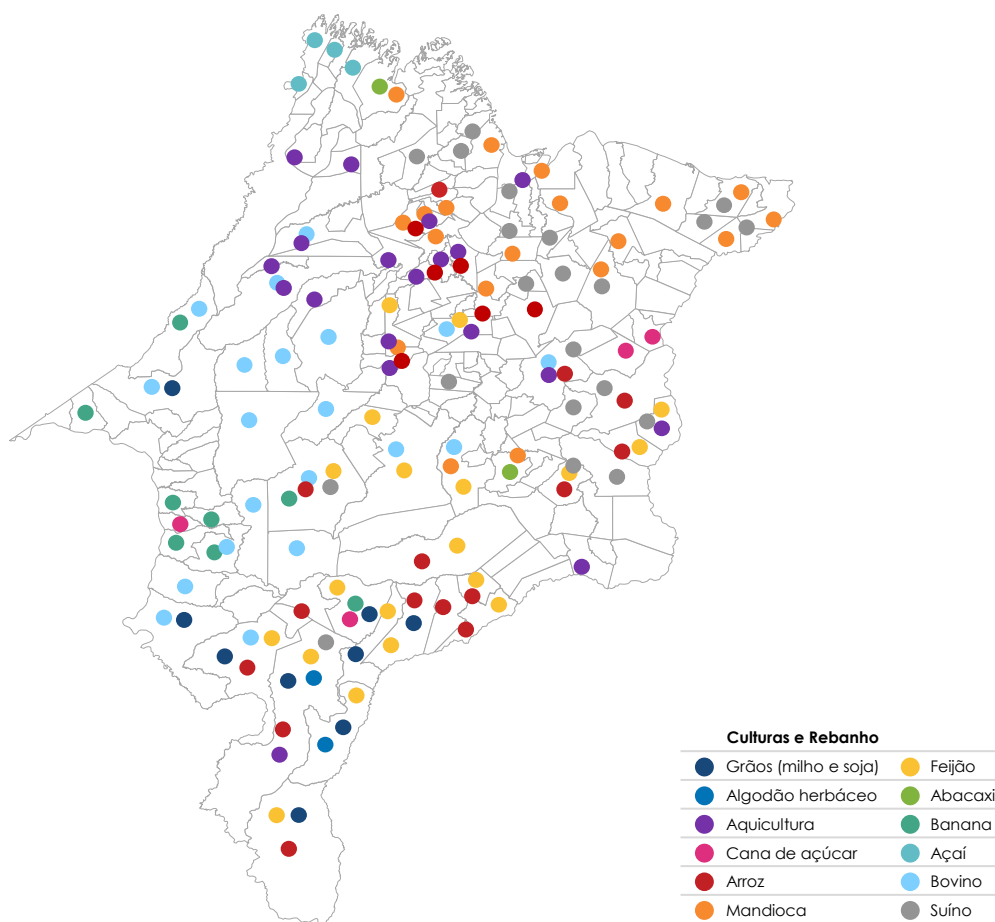 Culturas e Rebanho
Grãos (milho e soja)
Feijão
Algodão herbáceo
Abacaxi
Aquicultura
Banana
Cana de açúcar
Açaí
Arroz
Bovino
Mandioca
Suíno